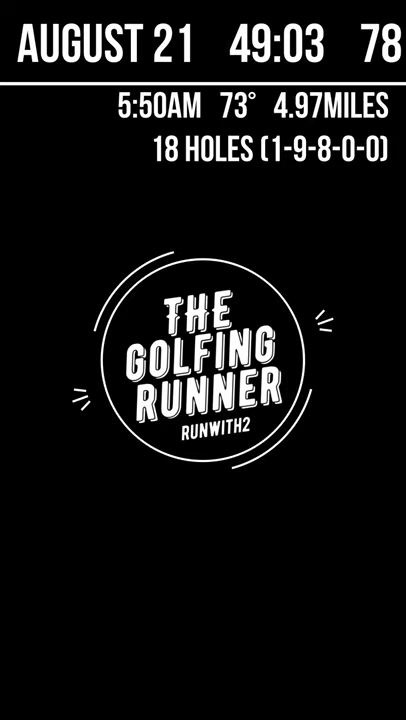 AUGUST 21 49:03 78
5:50AM 73° 4.97MILES
18 HOLES (1-9-8-0-0)
THE
GOLFING
RUNNER
RUNWITH2